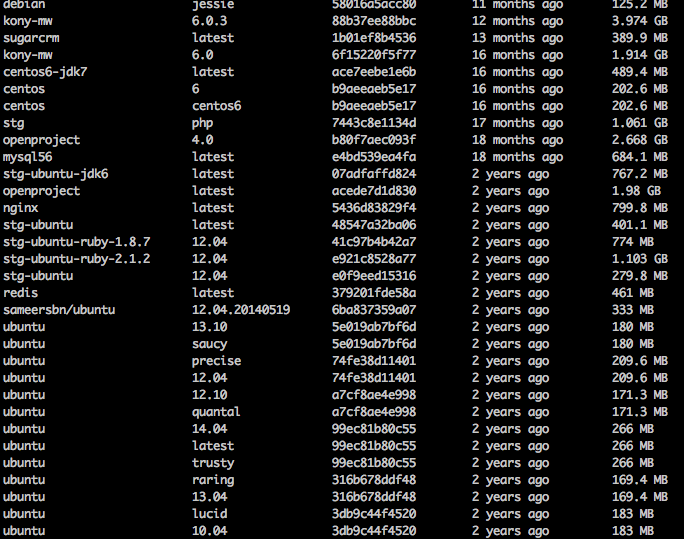 debian jessie 58016a5acc80 11 months ago 125.2 MB
kony-mw 6.0.3 88b37ee88bbc 12 months ago 3.974 GB
sugarcrm latest 1b01ef8b4536 13 months ago 389.9 MB
kony-mw 6.0 6f15220f5f77 16 months ago 1.914 GB
centos6-jdk7 latest ace7eebe1e6b 16 months ago 489.4 MB
centos 6 b9aeeaeb5e17 16 months ago 202.6 MB
centos centos6 b9aeeaeb5e17 16 months ago 202.6 MB
stg php 7443c8e1134d 17 months ago 1.061 GB
openproject 4.0 b80f7aec093f 18 months ago 2.668 GB
mysql56 latest e4bd539ea4fa 18 months ago 684.1 MB
stg-ubuntu-jdk6 latest 07adfaffd824 2 years ago 767.2 MB
openproject latest acede7d1d830 2 years ago 1.98 GB
nginx latest 5436d83829f4 2 years ago 799.8 MB
stg-ubuntu latest 48547a32ba06 2 years ago 401.1 MB
stg-ubuntu-ruby-1.8.7 12.04 41c97b4b42a7 2 years ago 774 MB
stg-ubuntu-ruby-2.1.2 12.04 e921c8528a77 2 years ago 1.103 GB
stg-ubuntu 12.04 e0f9eed15316 2 years ago 279.8 MB
redis latest 379201fde58a 2 years ago 461 MB
sameersbn/ubuntu 12.04.20140519 6ba837359a07 2 years ago 333 MB
ubuntu 13.10 5e019ab7bf6d 2 years ago 180 MB
ubuntu saucy 5e019ab7bf6d 2 years ago 180 MB
ubuntu precise 74fe38d11401 2 years ago 209.6 MB
ubuntu 12.04 74fe38d11401 2 years ago 209.6 MB
ubuntu 12.10 a7cf8ae4e998 2 years ago 171.3 MB
ubuntu quantal a7cf8ae4e998 2 years ago 171.3 MB
ubuntu 14.04 99ec81b80c55 2 years ago 266 MB
ubuntu latest 99ec81b80c55 2 years ago 266 MB
ubuntu trusty 99ec81b80c55 2 years ago 266 MB
ubuntu raring 316b678ddf48 2 years ago 169.4 MB
ubuntu 13.04 316b678ddf48 2 years ago 169.4 MB
ubuntu lucid 3db9c44f4520 2 years ago 183 MB
ubuntu 10.04 3db9c44f4520 2 years ago 183 MB